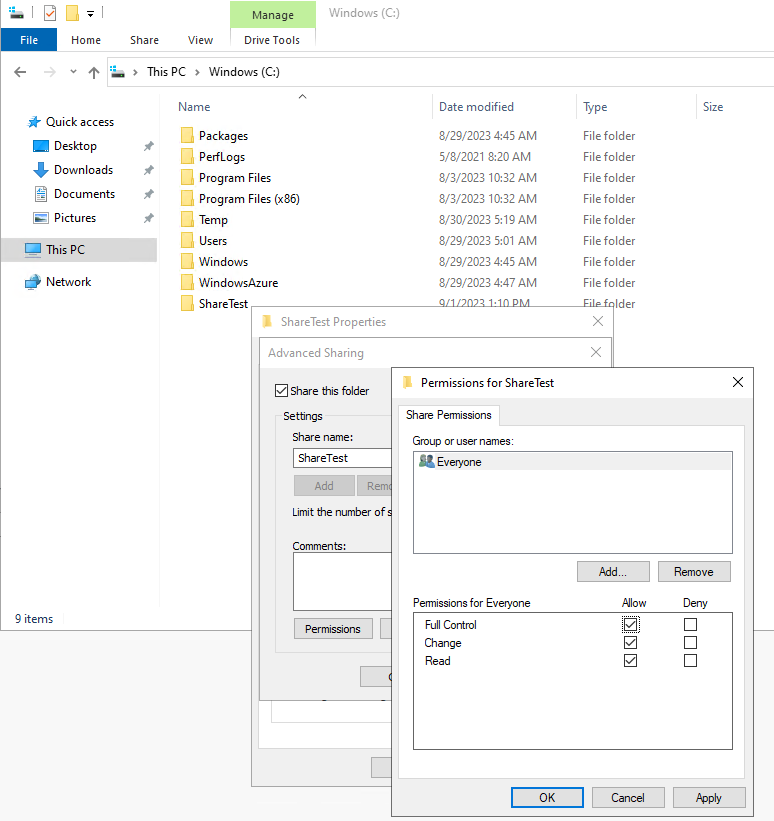 Manage
Windows (C:)
File
Home
Share
View
Drive Tools
This PC
Windows (C:)
Name
Date modified
Type
Size
Quick access
Desktop
Downloads
Documents
Pictures
This PC
Network
Packages 8/29/2023 4:45 AM File folder
PerfLogs 5/8/2021 8:20 AM File folder
Program Files 8/3/2023 10:32 AM File folder
Program Files (x86) 8/3/2023 10:32 AM File folder
Temp 8/30/2023 5:19 AM File folder
Users 8/29/2023 5:01 AM File folder
Windows 8/29/2023 4:45 AM File folder
WindowsAzure 8/29/2023 4:47 AM File folder
ShareTest 9/1/2023 1:10 PM File folder
9 items
ShareTest Properties
Advanced Sharing
Share this folder
Settings
Share name:
ShareTest
Add
Remo
Limit the number of s
Comments:
Permissions
Permissions for ShareTest
Share Permissions
Group or user names:
Everyone
Add...
Remove
Permissions for Everyone
Allow
Deny
Full Control
Change
Read
OK
Cancel
Apply